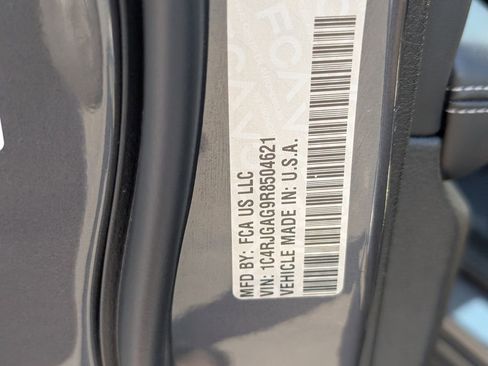 MFD BY: FCA US LLC
VIN: 1C4RJGAG9R8504621
VEHICLE MADE IN: U.S.A.